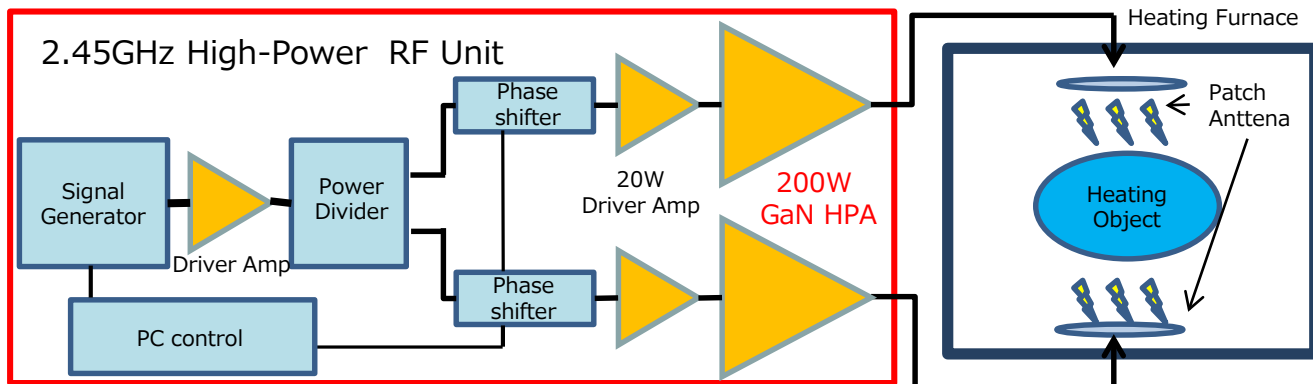 2.45GHz High-Power RF Unit
Heating Furnace
Phase
shifter
Patch
Anttena
Signal
Generator
Power
Divider
20W
Driver Amp
200W
GaN HPA
Heating
Object
Driver Amp
Phase
shifter
PC control